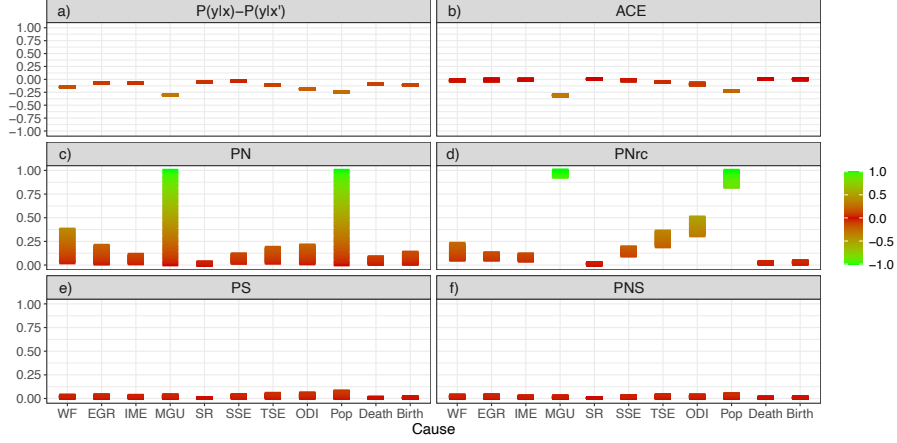 a) P(y|x)−P(y|x')
b) ACE
1.00
0.75
0.50
0.25
0.00
−0.25
−0.50
−0.75
−1.00
c) PN
d) PNrc
1.00
0.75
0.50
0.25
0.00
1.0
0.5
0.0
−0.5
−1.0
e) PS
f) PNS
1.00
0.75
0.50
0.25
0.00
WF EGR IME MGU SR SSE TSE ODI Pop Death Birth
WF EGR IME MGU SR SSE TSE ODI Pop Death Birth
Cause